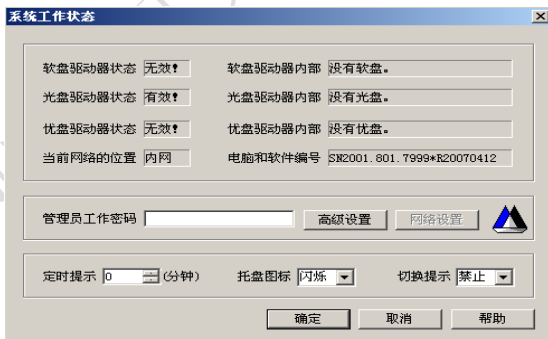 系统工作状态
软盘驱动器状态 无效! 软盘驱动器内部 没有软盘。
光盘驱动器状态 有效! 光盘驱动器内部 没有光盘。
优盘驱动器状态 无效! 优盘驱动器内部 没有优盘。
当前网络的位置 内网 电脑和软件编号 SN2001.801.7999*R20070412
管理员工作密码 高级设置 网络设置
定时提示 0 (分钟) 托盘图标 闪烁 切换提示 禁止
确定 取消 帮助